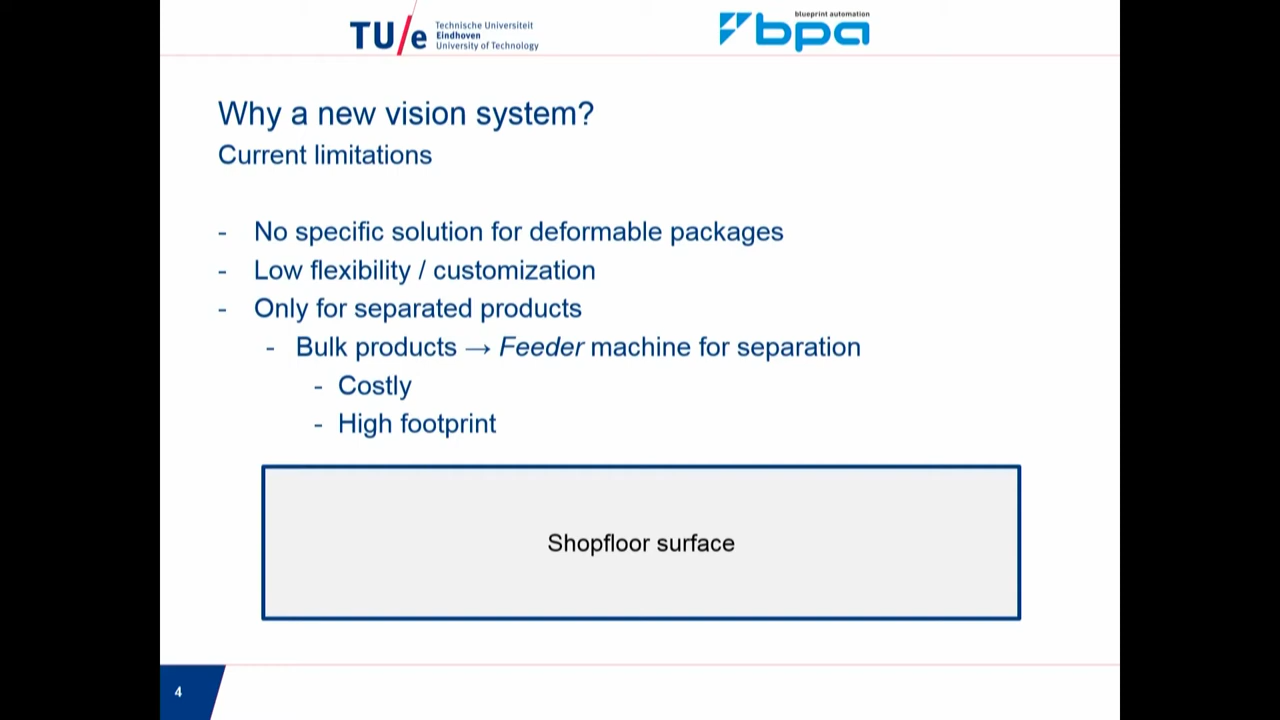 TU/e
Technische Universiteit
Eindhoven
University of Technology
blueprint automation
bpa
Why a new vision system?
Current limitations
- No specific solution for deformable packages
- Low flexibility / customization
- Only for separated products
- Bulk products → Feeder machine for separation
- Costly
- High footprint
Shopfloor surface
4